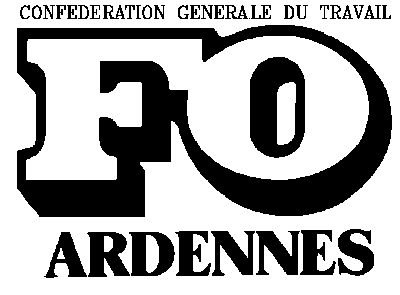 CONFEDERATION GENERALE DU TRAVAIL
FO
ARDENNES